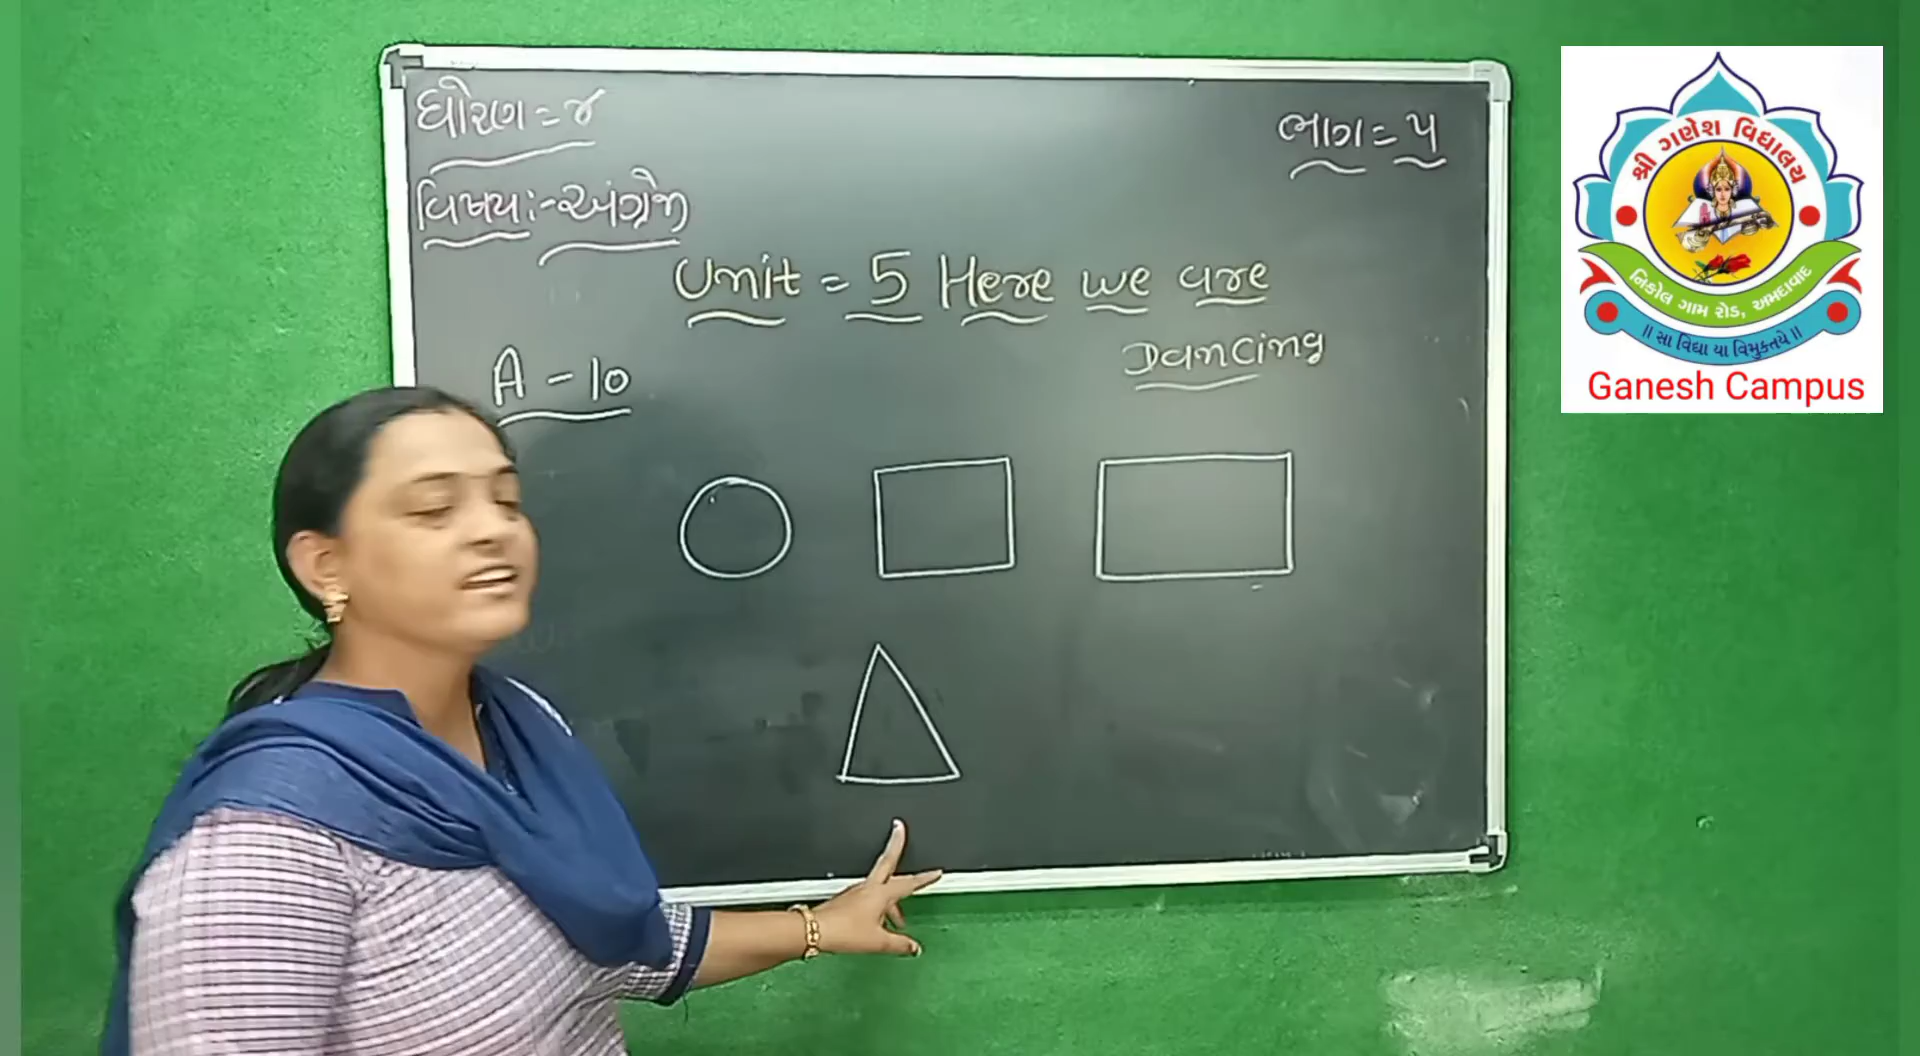 ધોરણ = ૪
ભાગ = ૫
વિષય :- અંગ્રેજી
Unit = 5 Here we are
Dancing
A - 10
શ્રી ગણેશ વિદ્યાલય
નિકોલ ગામ રોડ, અમદાવાદ
॥ સા વિદ્યા યા વિમુક્તયે ॥
Ganesh Campus